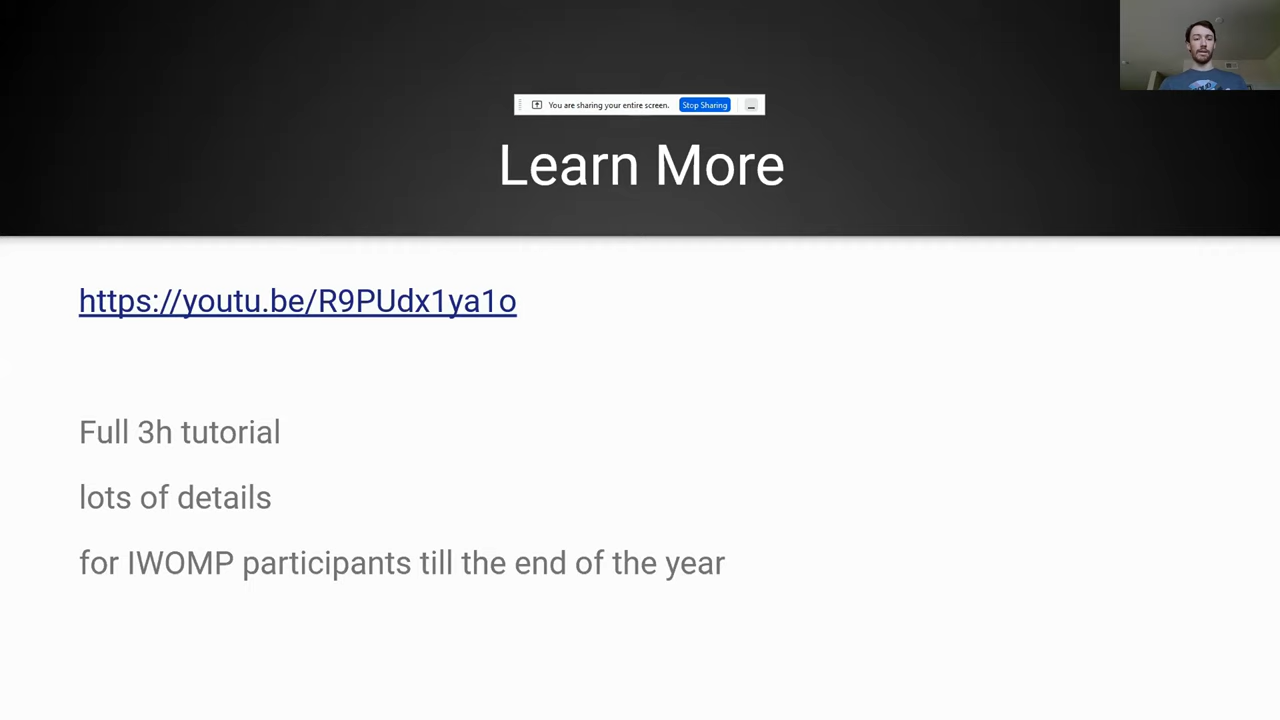 You are sharing your entire screen. Stop Sharing
Learn More
https://youtu.be/R9PUdx1ya1o
Full 3h tutorial
lots of details
for IWOMP participants till the end of the year